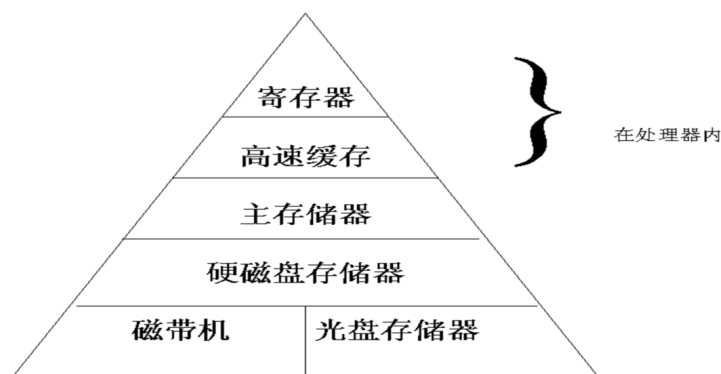 寄存器
高速缓存
在处理器内
主存储器
硬磁盘存储器
磁带机
光盘存储器